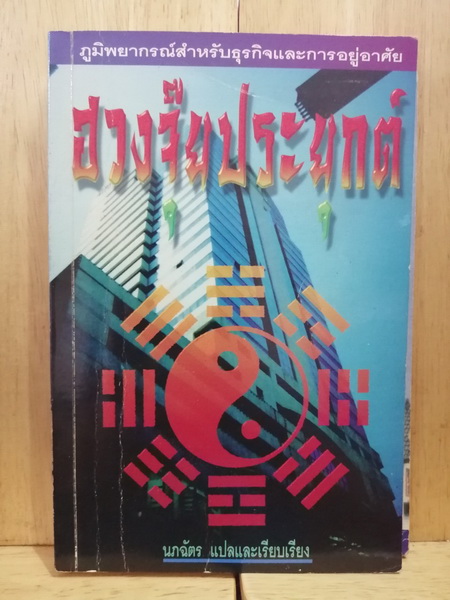 ภูมิพยากรณ์สำหรับธุรกิจและการอยู่อาศัย
ฮวงจุ๊ยประยุกต์
นภฉัตร แปลและเรียบเรียง